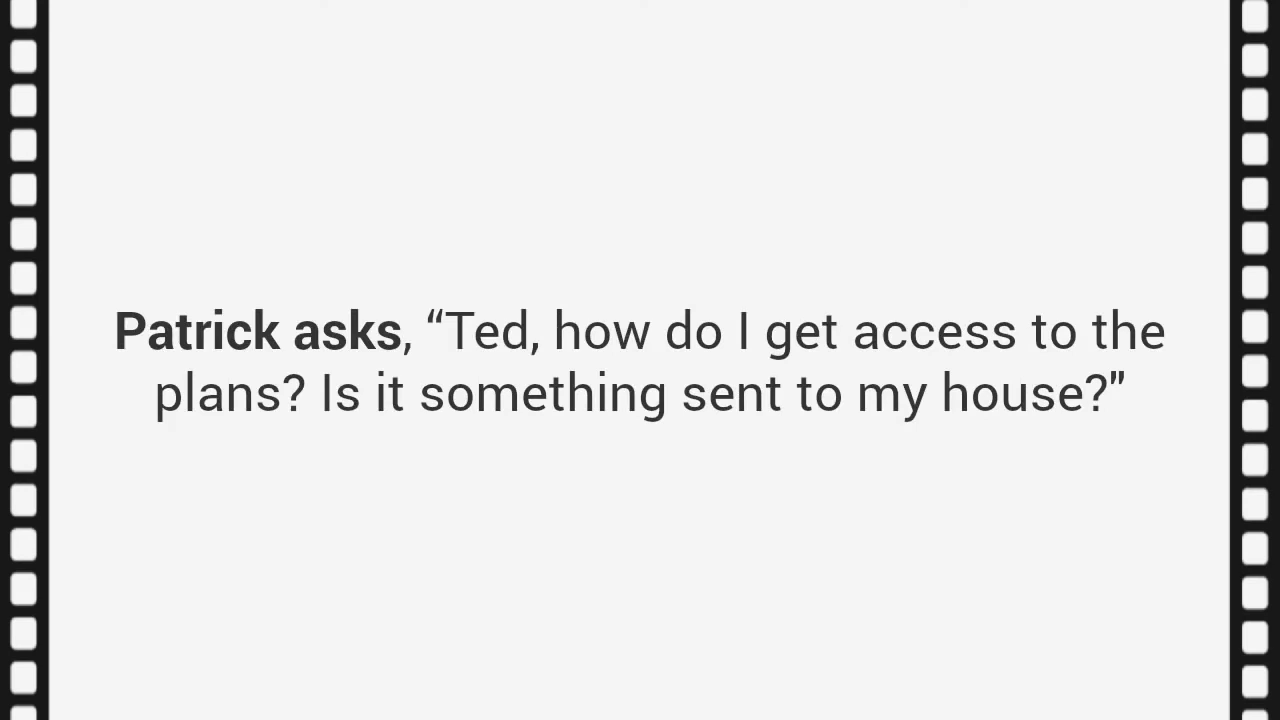 Patrick asks, “Ted, how do I get access to the
plans? Is it something sent to my house?"